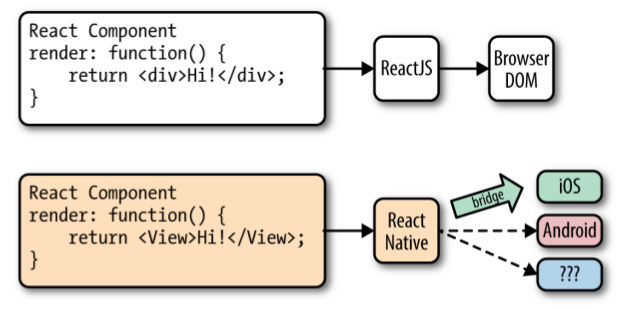 React Component
render: function() {
    return <div>Hi!</div>;
}
ReactJS
Browser
DOM
React Component
render: function() {
    return <View>Hi!</View>;
}
React
Native
bridge
iOS
Android
???